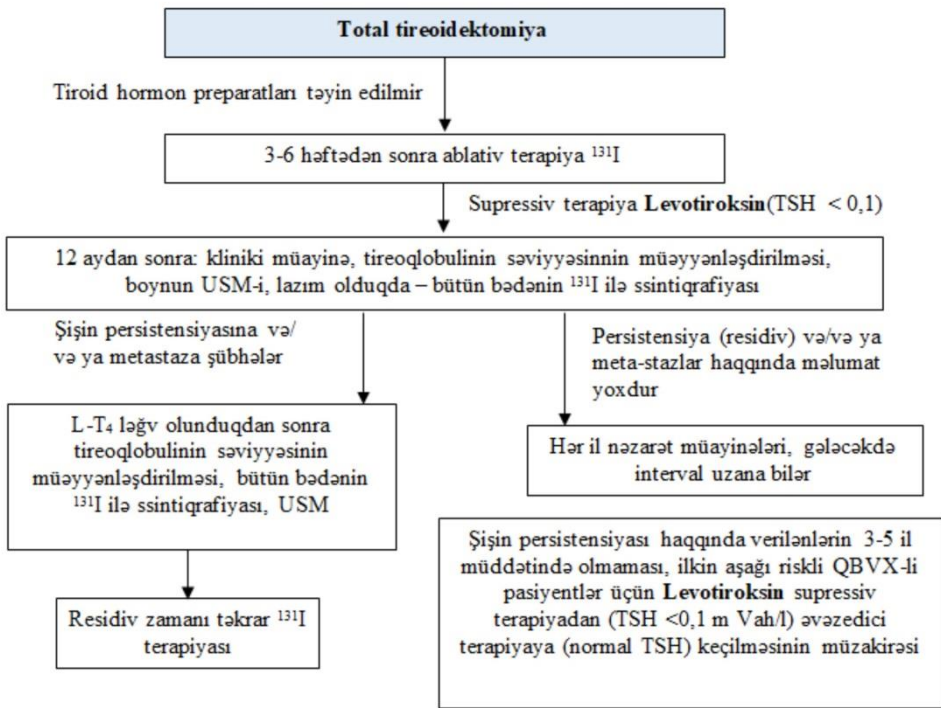 Total tireoidektomiya
Tiroid hormon preparatları təyin edilmir
3-6 həftədən sonra ablativ terapiya ¹³¹I
Supressiv terapiya Levotiroksin(TSH < 0,1)
12 aydan sonra: kliniki müayinə, tireoqlobulinin səviyyəsinnin müəyyənləşdirilməsi,
boynun USM-i, lazım olduqda – bütün bədənin ¹³¹I ilə ssintiqrafiyası
Şişin persistensiyasına və/
və ya metastaza şübhələr
Persistensiya (residiv) və/və ya
meta-stazlar haqqında məlumat
yoxdur
L-T₄ ləğv olunduqdan sonra
tireoqlobulinin səviyyəsinin
müəyyənləşdirilməsi, bütün bədənin
¹³¹I ilə ssintiqrafiyası, USM
Hər il nəzarət müayinələri, gələcəkdə
interval uzana bilər
Residiv zamanı təkrar ¹³¹I
terapiyası
Şişin persistensiyası haqqında verilənlərin 3-5 il
müddətində olmaması, ilkin aşağı riskli QBVX-li
pasiyentlər üçün Levotiroksin supressiv
terapiyadan (TSH <0,1 m Vah/l) əvəzedici
terapiyaya (normal TSH) keçilməsinin müzakirəsi